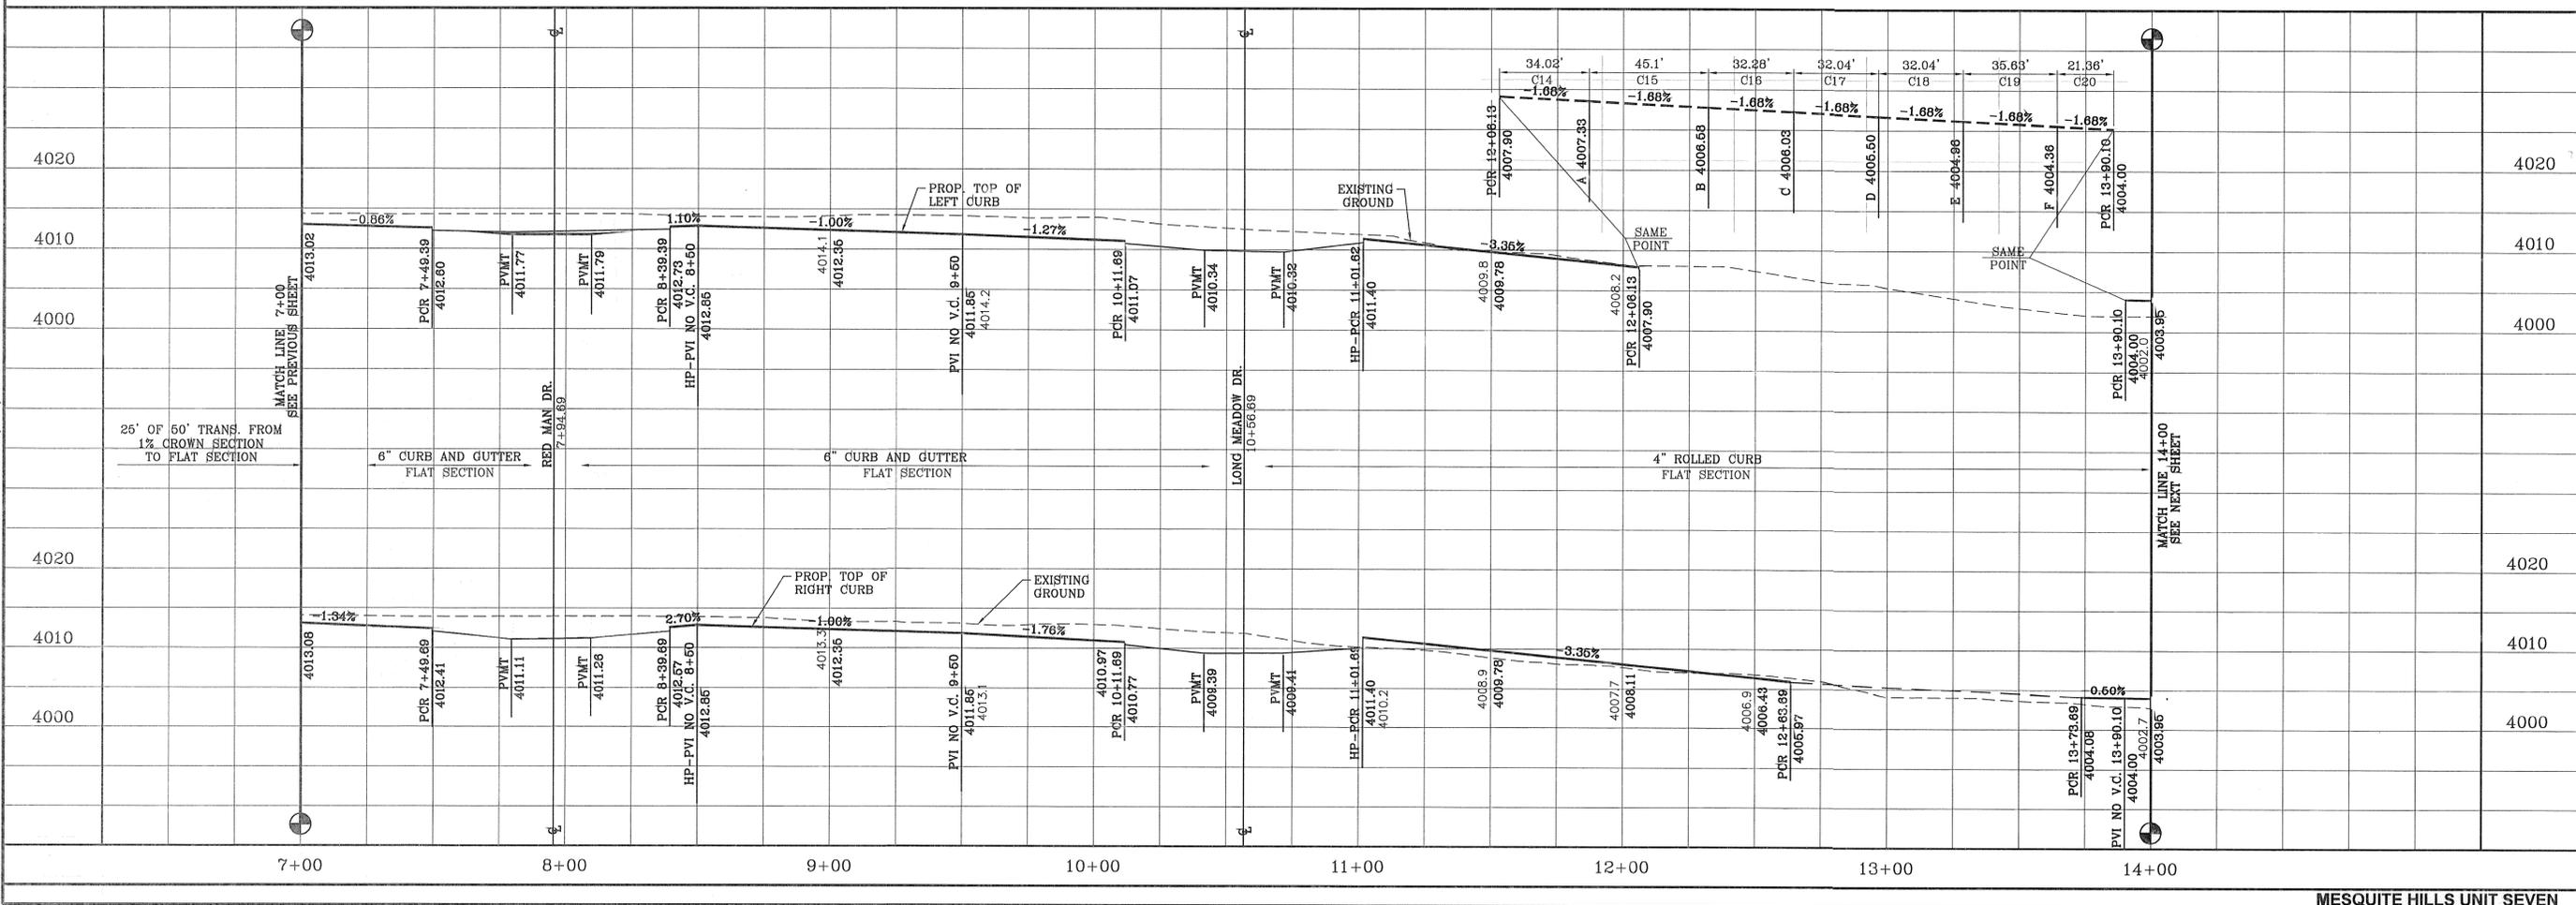 34.02'
45.1'
32.28'
32.04'
32.04'
35.63'
21.36'
C14
C15
C16
C17
C18
C19
C20
-1.68%
-1.68%
-1.68%
-1.68%
-1.68%
-1.68%
-1.68%
PCR 12+06.13
4007.90
A 4007.33
B 4006.58
C 4006.03
D 4005.50
E 4004.96
F 4004.36
PCR 13+90.10
4004.00
4020
4020
PROP. TOP OF
LEFT CURB
EXISTING
GROUND
-0.86%
1.10%
-1.00%
-1.27%
-3.35%
SAME
POINT
SAME
POINT
4010
4010
4013.02
PCR 7+49.39
4012.60
PVMT
4011.77
PVMT
4011.79
PCR 8+39.39
4012.73
HP-PVI NO V.C. 8+50
4012.85
4014.1
4012.35
PVI NO V.C. 9+50
4011.85
4014.2
PCR 10+11.69
4011.07
PVMT
4010.34
PVMT
4010.32
HP-PCR 11+01.62
4011.40
4009.8
4009.78
4008.2
PCR 12+06.13
4007.90
PCR 13+90.10
4004.00
4002.0
4003.95
4000
4000
MATCH LINE 7+00
SEE PREVIOUS SHEET
RED MAN DR.
7+94.69
LONG MEADOW DR.
10+56.69
MATCH LINE 14+00
SEE NEXT SHEET
25' OF 50' TRANS. FROM
1% CROWN SECTION
TO FLAT SECTION
6" CURB AND GUTTER
FLAT SECTION
6" CURB AND GUTTER
FLAT SECTION
4" ROLLED CURB
FLAT SECTION
4020
4020
PROP. TOP OF
RIGHT CURB
EXISTING
GROUND
-1.34%
2.70%
-1.00%
-1.76%
-3.35%
0.60%
4010
4010
4013.08
PCR 7+49.69
4012.41
PVMT
4011.11
PVMT
4011.26
PCR 8+39.69
4012.57
HP-PVI NO V.C. 8+50
4012.85
4013.3
4012.35
PVI NO V.C. 9+50
4011.85
4013.1
4010.97
PCR 10+11.69
4010.77
PVMT
4009.39
PVMT
4009.41
HP-PCR 11+01.69
4011.40
4010.2
4008.9
4009.78
4007.7
4008.11
4006.9
4006.43
PCR 12+63.69
4005.97
PCR 13+73.69
4004.08
PVI NO V.C. 13+90.10
4004.00
4002.7
4003.95
4000
4000
7+00
8+00
9+00
10+00
11+00
12+00
13+00
14+00
MESQUITE HILLS UNIT SEVEN